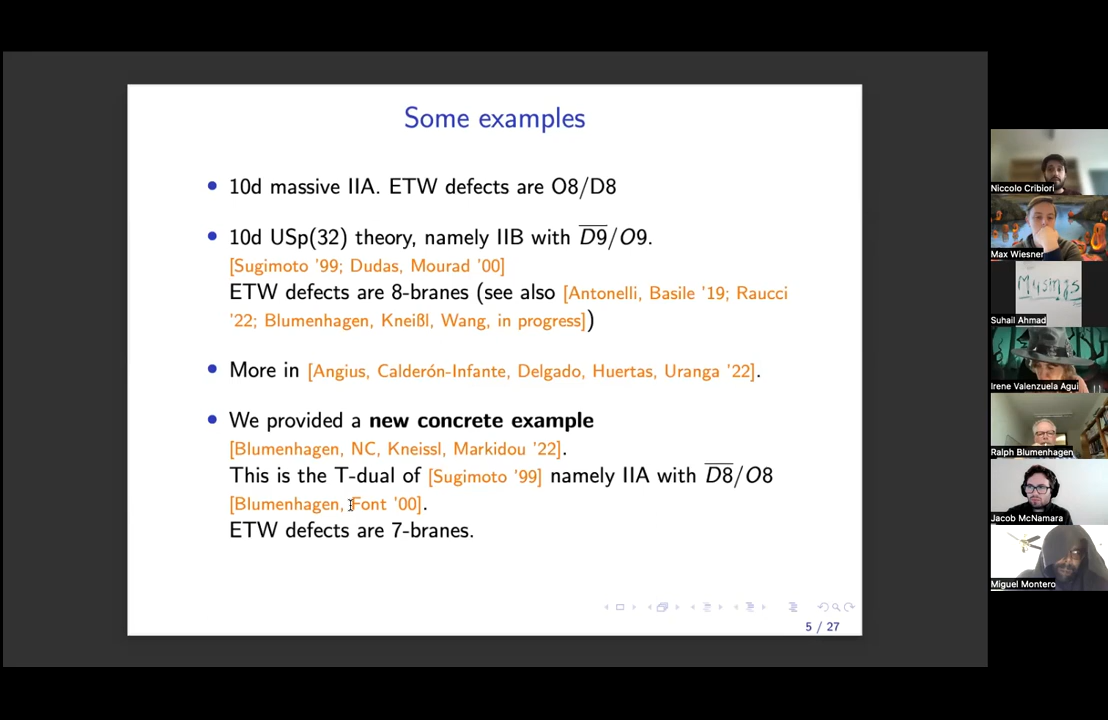 Some examples
• 10d massive IIA. ETW defects are O8/D8
• 10d USp(32) theory, namely IIB with D̅9̅/O9.
[Sugimoto '99; Dudas, Mourad '00]
ETW defects are 8-branes (see also [Antonelli, Basile '19; Raucci
'22; Blumenhagen, Kneißl, Wang, in progress])
• More in [Angius, Calderón-Infante, Delgado, Huertas, Uranga '22].
• We provided a new concrete example
[Blumenhagen, NC, Kneissl, Markidou '22].
This is the T-dual of [Sugimoto '99] namely IIA with D̅8̅/O8
[Blumenhagen, Font '00].
ETW defects are 7-branes.
5 / 27
Niccolo Cribiori
Max Wiesner
Musings
Suhail Ahmad
Irene Valenzuela Agui
Ralph Blumenhagen
Jacob McNamara
Miguel Montero